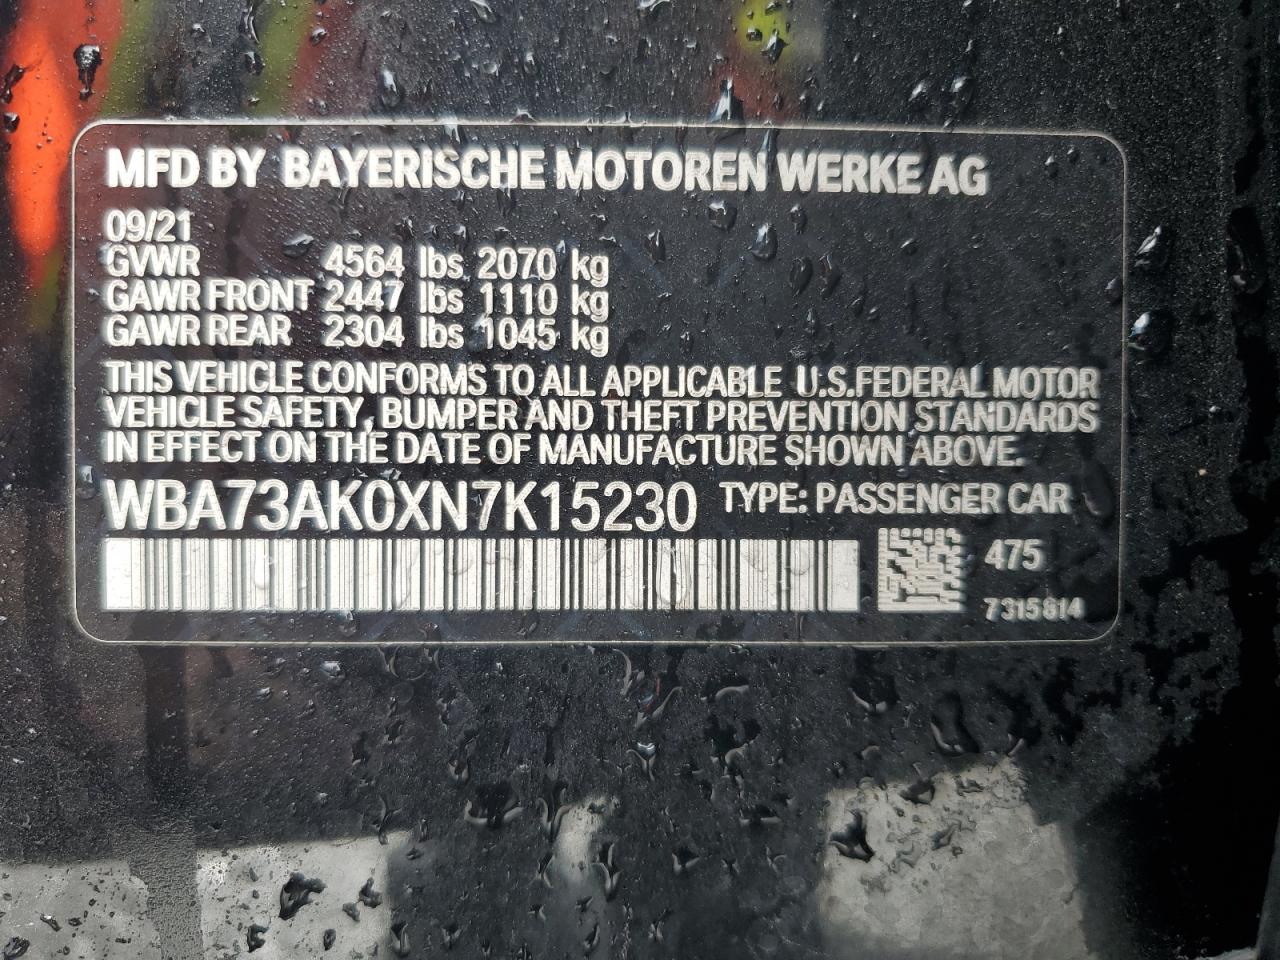 MFD BY BAYERISCHE MOTOREN WERKE AG
09/21
GVWR 4564 lbs 2070 kg
GAWR FRONT 2447 lbs 1110 kg
GAWR REAR 2304 lbs 1045 kg
THIS VEHICLE CONFORMS TO ALL APPLICABLE U.S.FEDERAL MOTOR
VEHICLE SAFETY, BUMPER AND THEFT PREVENTION STANDARDS
IN EFFECT ON THE DATE OF MANUFACTURE SHOWN ABOVE.
WBA73AK0XN7K15230 TYPE: PASSENGER CAR
475
7315814